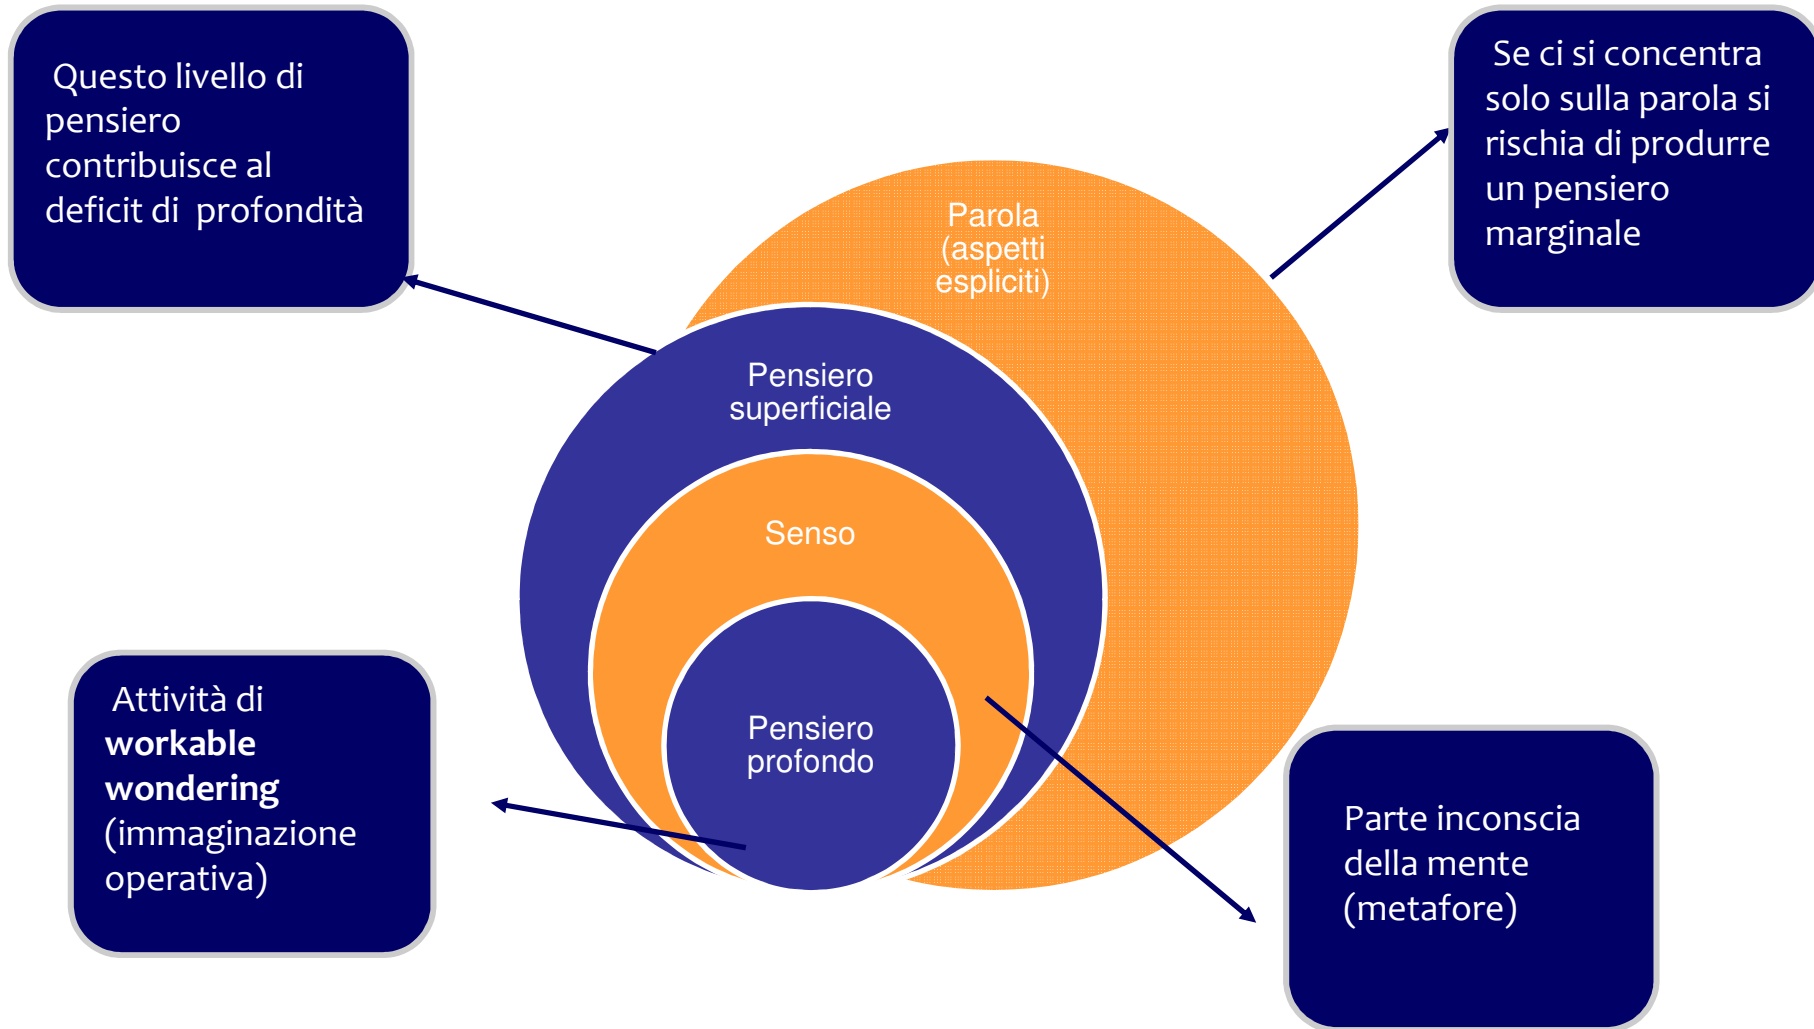 Questo livello di
pensiero
contribuisce al
deficit di profondità
Se ci si concentra
solo sulla parola si
rischia di produrre
un pensiero
marginale
Parola
(aspetti
espliciti)
Pensiero
superficiale
Senso
Pensiero
profondo
Attività di
workable
wondering
(immaginazione
operativa)
Parte inconscia
della mente
(metafore)